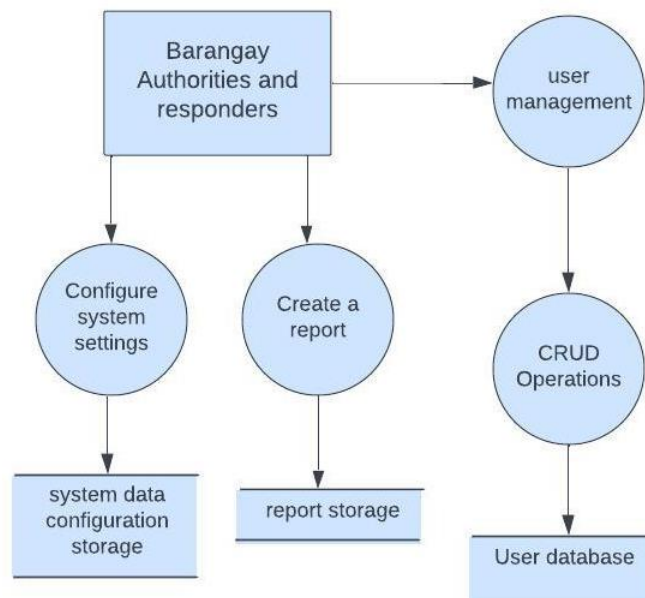 Barangay
Authorities and
responders
user
management
Configure
system
settings
Create a
report
CRUD
Operations
system data
configuration
storage
report storage
User database